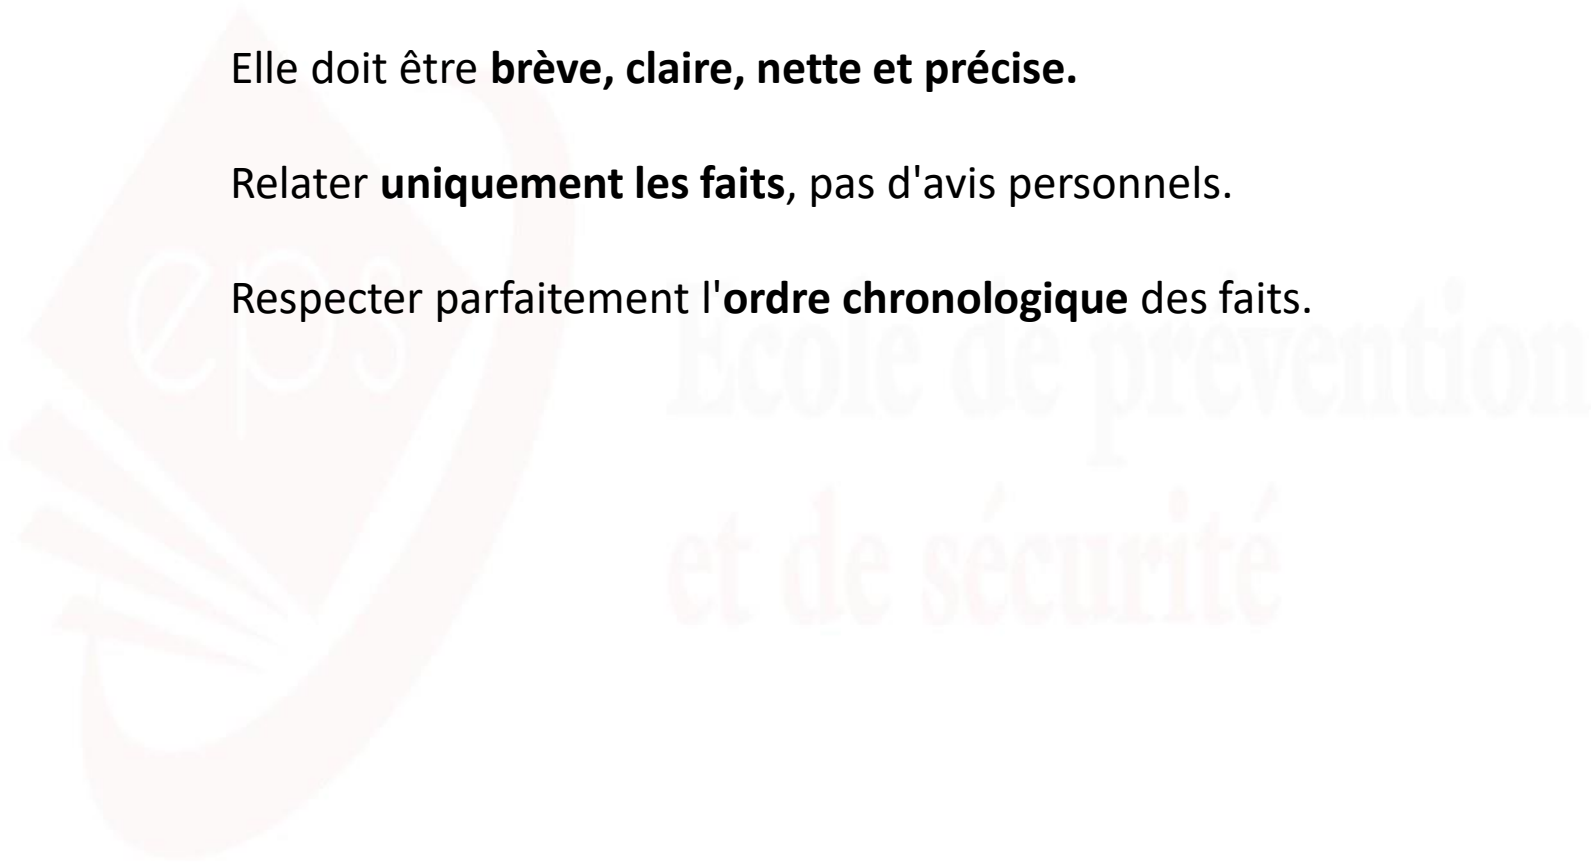 Elle doit être brève, claire, nette et précise.
Relater uniquement les faits, pas d'avis personnels.
Respecter parfaitement l'ordre chronologique des faits.
eps
Ecole de prévention
et de sécurité